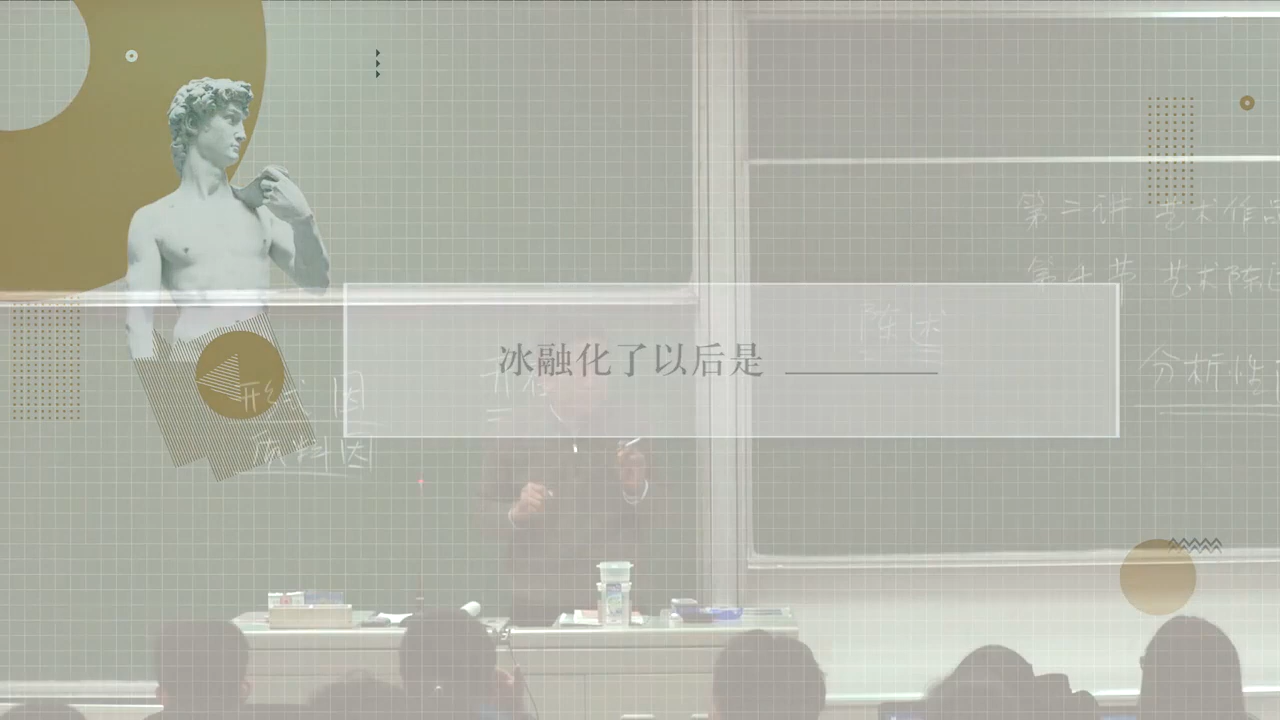 第二讲 艺术作品
第七节 艺术陈述
陈述
冰融化了以后是 ________
分析性
形式因
质料因